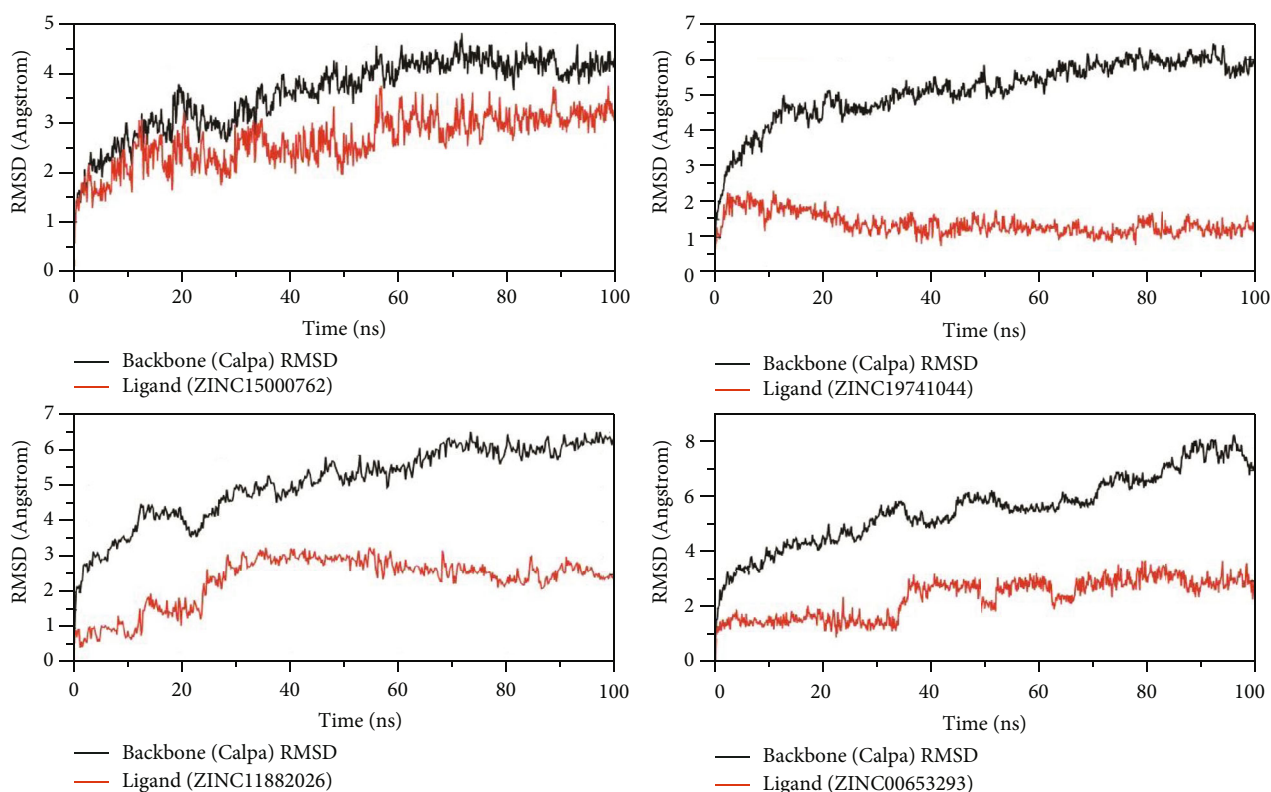 RMSD (Angstrom)
5
4
3
2
1
0
0 20 40 60 80 100
Time (ns)
Backbone (Calpa) RMSD
Ligand (ZINC15000762)
RMSD (Angstrom)
7
6
5
4
3
2
1
0
0 20 40 60 80 100
Time (ns)
Backbone (Calpa) RMSD
Ligand (ZINC19741044)
RMSD (Angstrom)
7
6
5
4
3
2
1
0
0 20 40 60 80 100
Time (ns)
Backbone (Calpa) RMSD
Ligand (ZINC11882026)
RMSD (Angstrom)
8
6
4
2
0
0 20 40 60 80 100
Time (ns)
Backbone (Calpa) RMSD
Ligand (ZINC00653293)